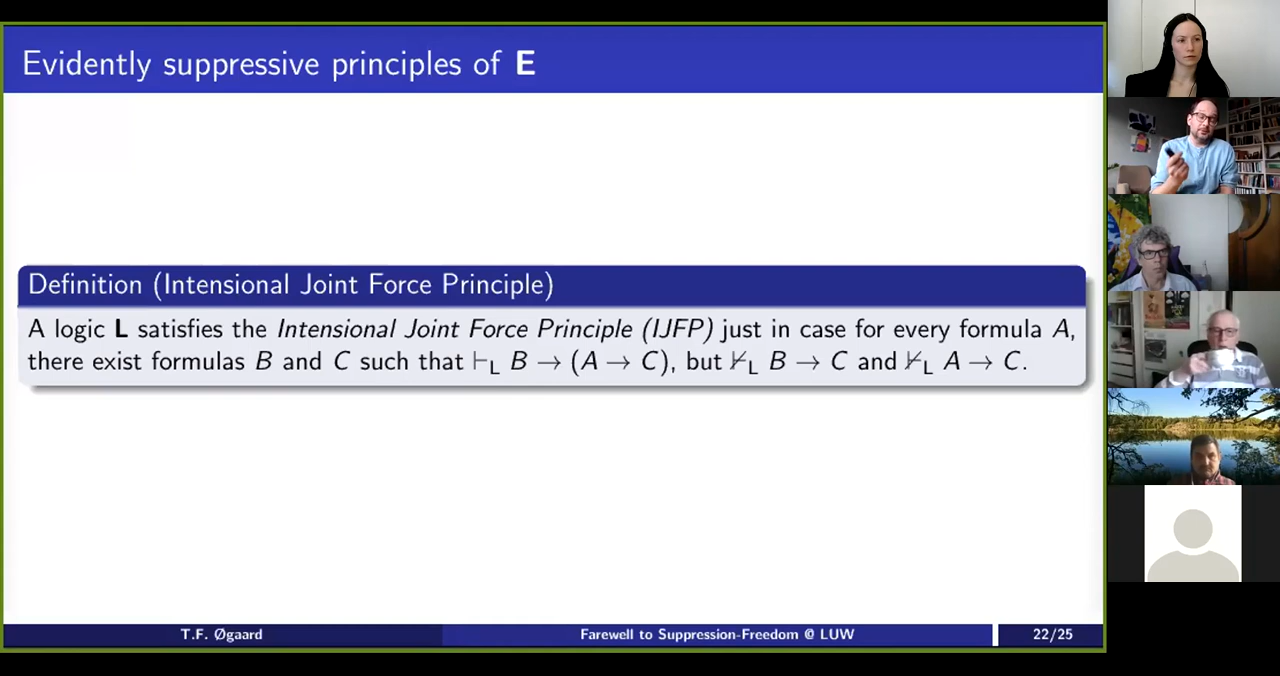 Evidently suppressive principles of E
Definition (Intensional Joint Force Principle)
A logic L satisfies the Intensional Joint Force Principle (IJFP) just in case for every formula A,
there exist formulas B and C such that ⊢L B → (A → C), but ⊬L B → C and ⊬L A → C.
T.F. Øgaard Farewell to Suppression-Freedom @ LUW 22/25